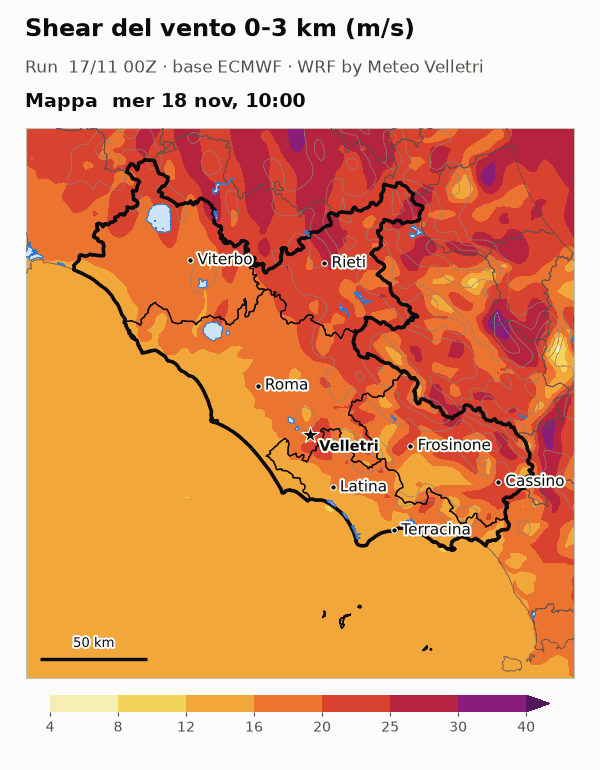 Shear del vento 0-3 km (m/s)
Run  17/11 00Z · base ECMWF · WRF by Meteo Velletri
Mappa  mer 18 nov, 10:00
Viterbo
Rieti
Roma
Velletri
Frosinone
Latina
Cassino
Terracina
50 km
4 8 12 16 20 25 30 40